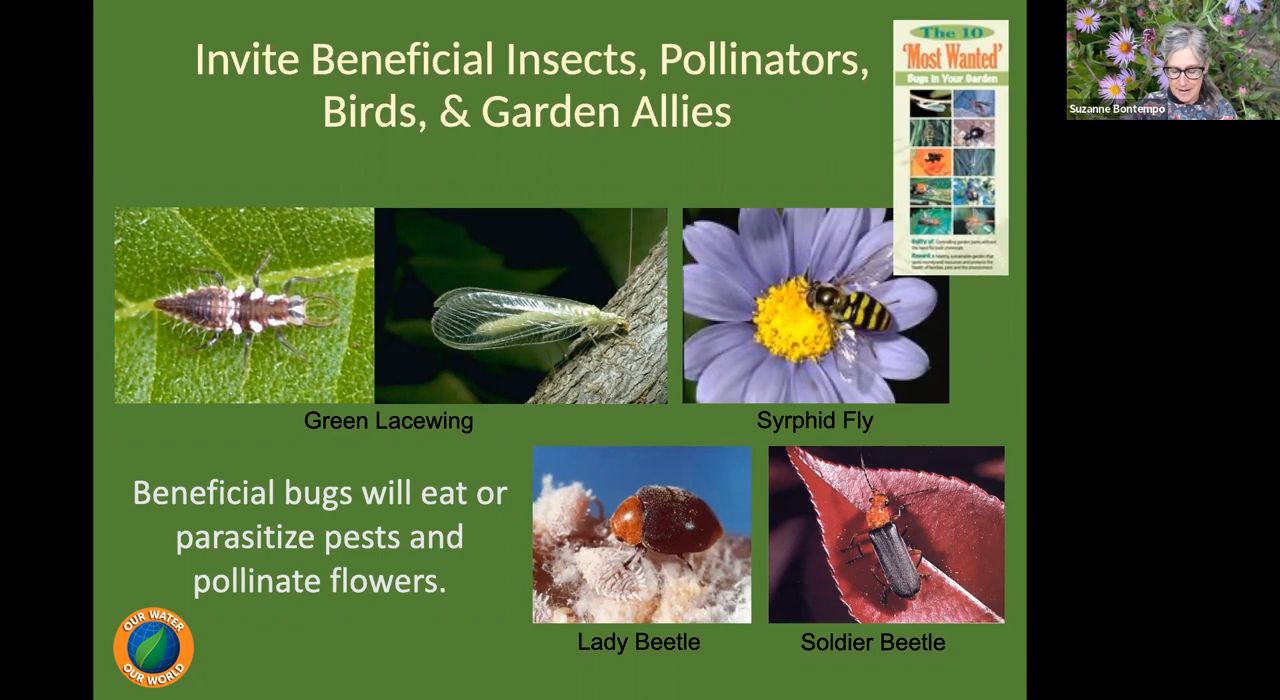 Invite Beneficial Insects, Pollinators,
Birds, & Garden Allies
The 10
'Most Wanted'
Bugs in Your Garden
Suzanne Bontempo
Green Lacewing
Syrphid Fly
Beneficial bugs will eat or
parasitize pests and
pollinate flowers.
Lady Beetle
Soldier Beetle
OUR WATER
OUR WORLD